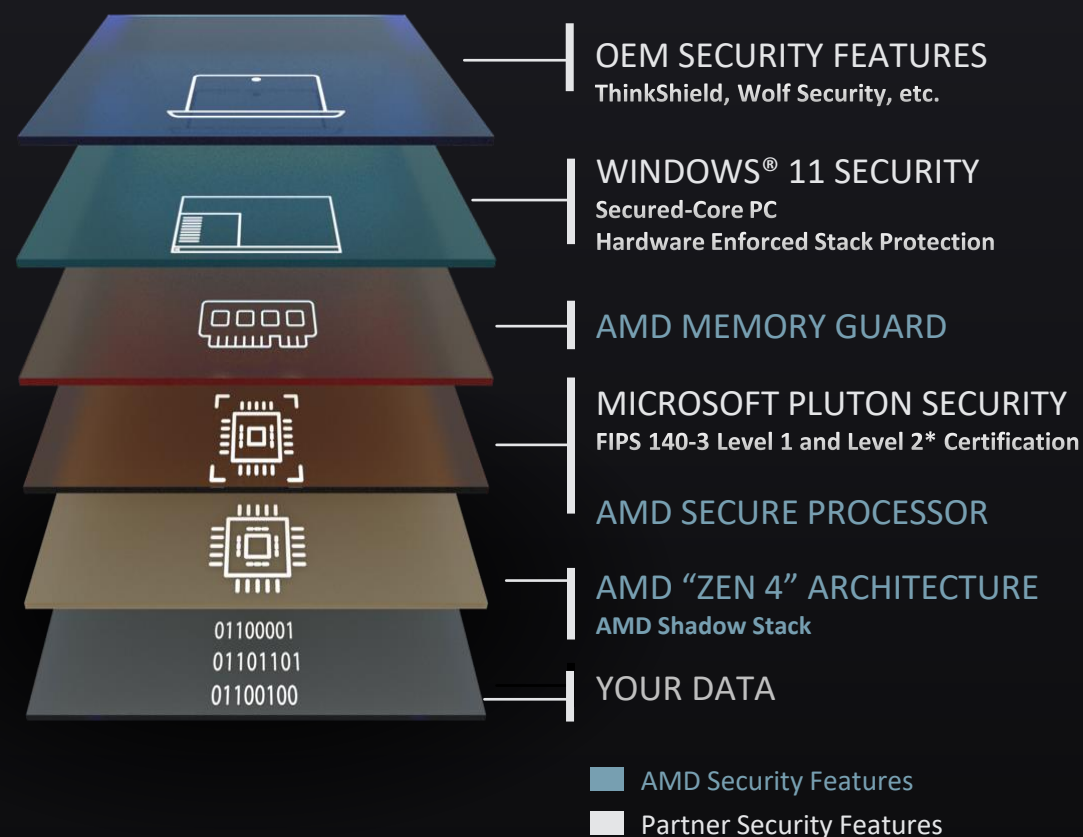 OEM SECURITY FEATURES
ThinkShield, Wolf Security, etc.
WINDOWS® 11 SECURITY
Secured-Core PC
Hardware Enforced Stack Protection
AMD MEMORY GUARD
MICROSOFT PLUTON SECURITY
FIPS 140-3 Level 1 and Level 2* Certification
AMD SECURE PROCESSOR
AMD “ZEN 4” ARCHITECTURE
AMD Shadow Stack
01100001
01101101
01100100
YOUR DATA
AMD Security Features
Partner Security Features